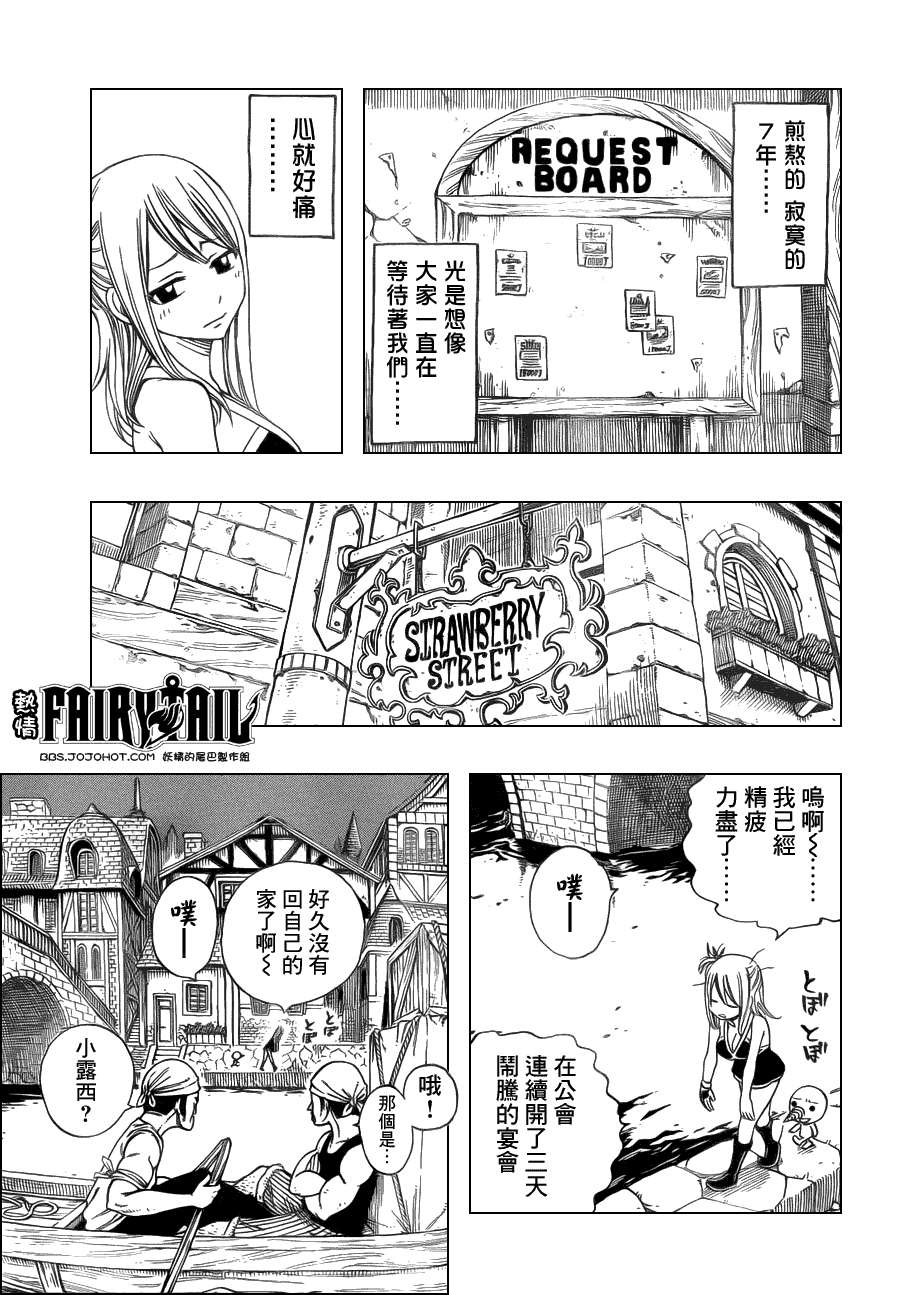 煎熬的 寂寞的
7年……
REQUEST
BOARD
光是想像
大家一直在
等待著我們……
心就好痛
………
STRAWBERRY
STREET
熱情
FAIRY TAIL
BBS.JOJOHOT.COM 妖精的尾巴製作組
嗚啊～……
我已經
精疲
力盡了……
噗—
とぼとぼ
在公會
連續開了三天
鬧騰的宴會
好久沒有
回自己的
家了啊～
噗—
とぼ
とぼ
哦！
那個是…
小露西？